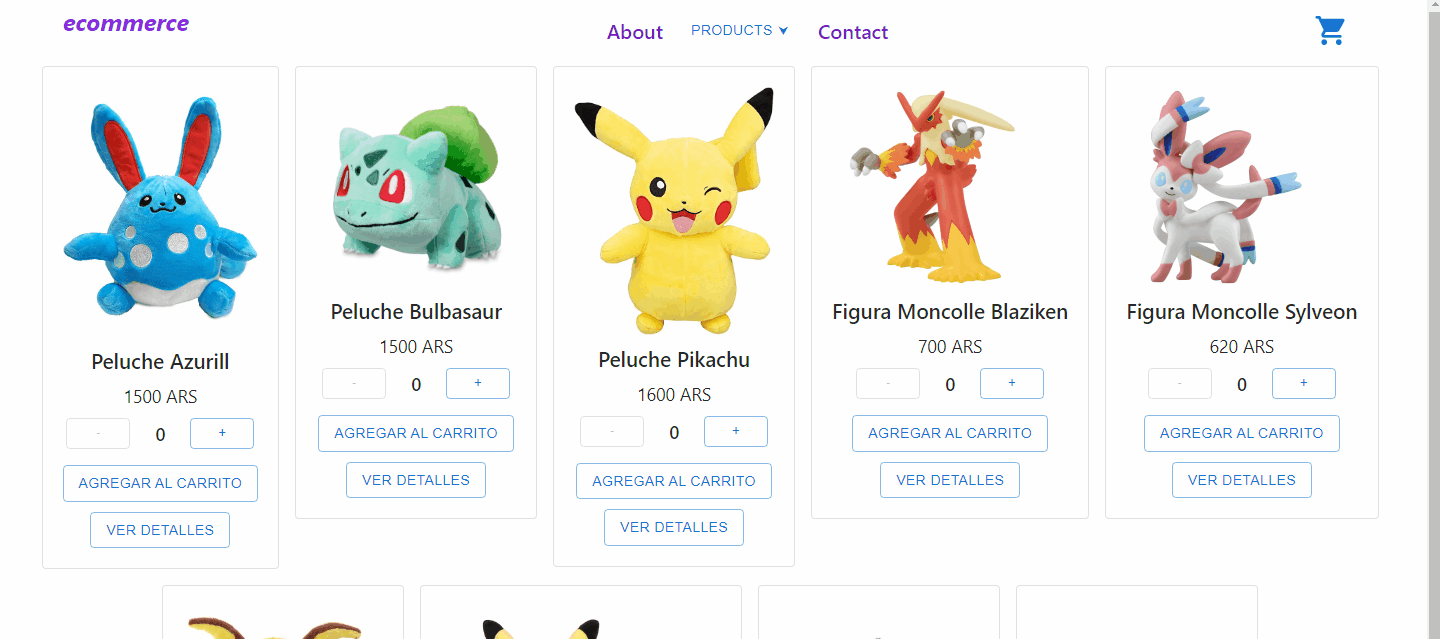 ecommerce
About PRODUCTS Contact
Peluche Azurill
1500 ARS
- 0 +
AGREGAR AL CARRITO
VER DETALLES
Peluche Bulbasaur
1500 ARS
- 0 +
AGREGAR AL CARRITO
VER DETALLES
Peluche Pikachu
1600 ARS
- 0 +
AGREGAR AL CARRITO
VER DETALLES
Figura Moncolle Blaziken
700 ARS
- 0 +
AGREGAR AL CARRITO
VER DETALLES
Figura Moncolle Sylveon
620 ARS
- 0 +
AGREGAR AL CARRITO
VER DETALLES